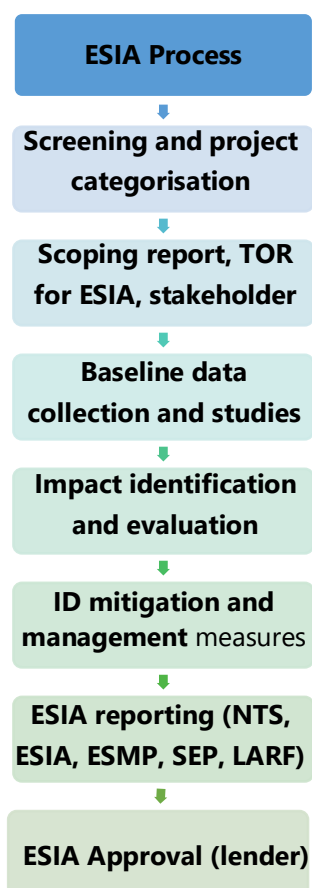 ESIA Process
Screening and project
categorisation
Scoping report, TOR
for ESIA, stakeholder
Baseline data
collection and studies
Impact identification
and evaluation
ID mitigation and
management measures
ESIA reporting (NTS,
ESIA, ESMP, SEP, LARF)
ESIA Approval (lender)